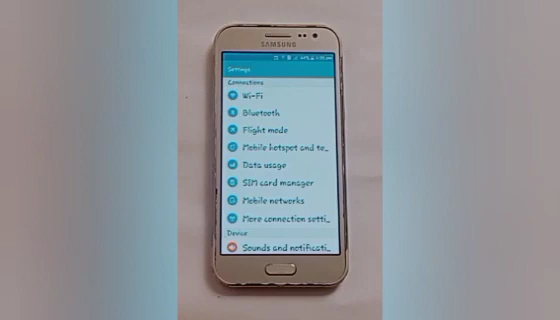 SAMSUNG
Settings
Connections
Wi-Fi
Bluetooth
Flight mode
Mobile hotspot and te...
Data usage
SIM card manager
Mobile networks
More connection setti...
Device
Sounds and notificati...